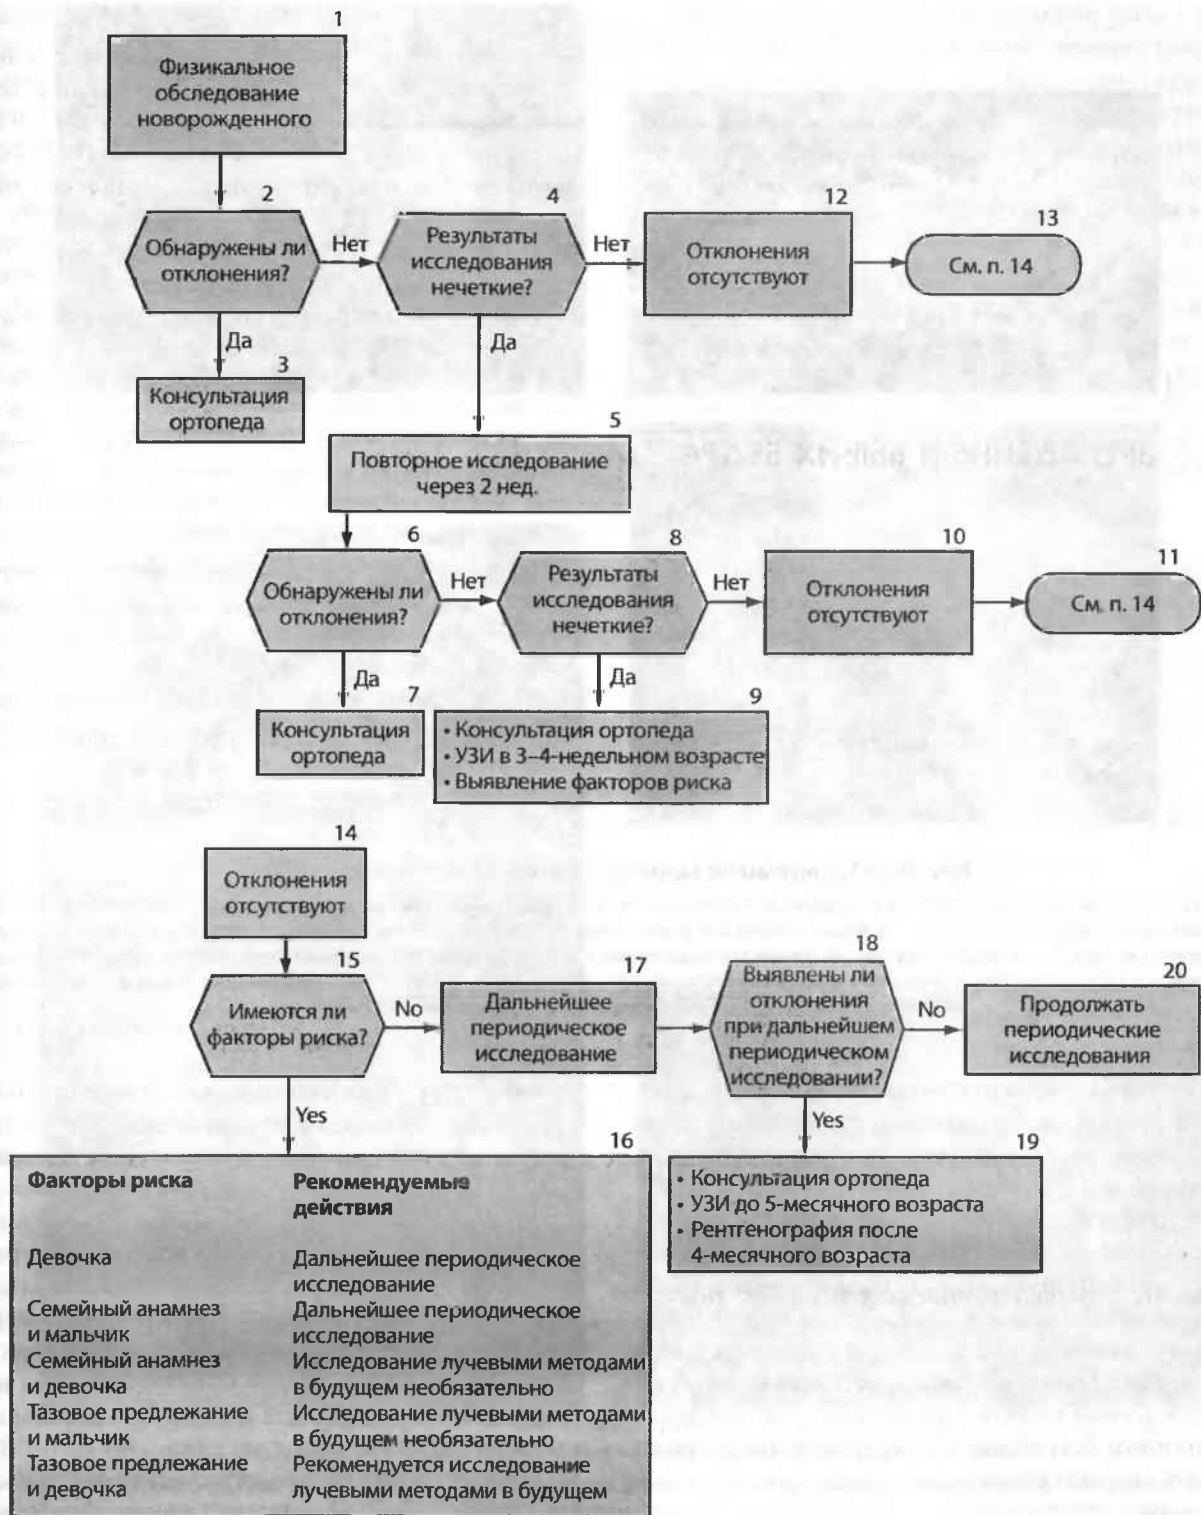 1
Физикальное
обследование
новорожденного
2
Обнаружены ли
отклонения?
Нет
Да
3
Консультация
ортопеда
4
Результаты
исследования
нечеткие?
Нет
Да
12
Отклонения
отсутствуют
13
См. п. 14
5
Повторное исследование
через 2 нед.
6
Обнаружены ли
отклонения?
Нет
Да
7
Консультация
ортопеда
8
Результаты
исследования
нечеткие?
Нет
Да
9
• Консультация ортопеда
• УЗИ в 3–4-недельном возрасте
• Выявление факторов риска
10
Отклонения
отсутствуют
11
См. п. 14
14
Отклонения
отсутствуют
15
Имеются ли
факторы риска?
No
Yes
17
Дальнейшее
периодическое
исследование
18
Выявлены ли
отклонения
при дальнейшем
периодическом
исследовании?
No
Yes
20
Продолжать
периодические
исследования
19
• Консультация ортопеда
• УЗИ до 5-месячного возраста
• Рентгенография после
4-месячного возраста
16
Факторы риска Рекомендуемые
действия
Девочка Дальнейшее периодическое
исследование
Семейный анамнез Дальнейшее периодическое
и мальчик исследование
Семейный анамнез Исследование лучевыми методами
и девочка в будущем необязательно
Тазовое предлежание Исследование лучевыми методами
и мальчик в будущем необязательно
Тазовое предлежание Рекомендуется исследование
и девочка лучевыми методами в будущем